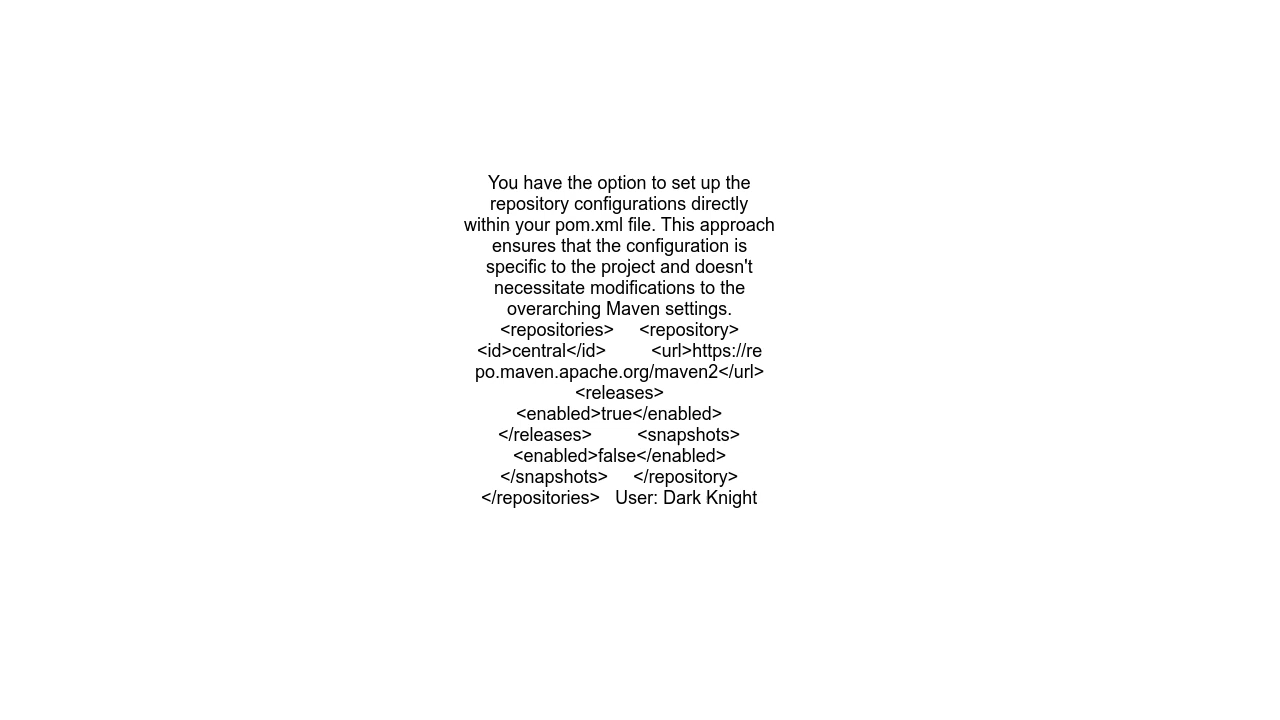 You have the option to set up the
repository configurations directly
within your pom.xml file. This approach
ensures that the configuration is
specific to the project and doesn't
necessitate modifications to the
overarching Maven settings.
<repositories>     <repository>
<id>central</id>         <url>https://re
po.maven.apache.org/maven2</url>
<releases>
<enabled>true</enabled>
</releases>         <snapshots>
<enabled>false</enabled>
</snapshots>     </repository>
</repositories>   User: Dark Knight